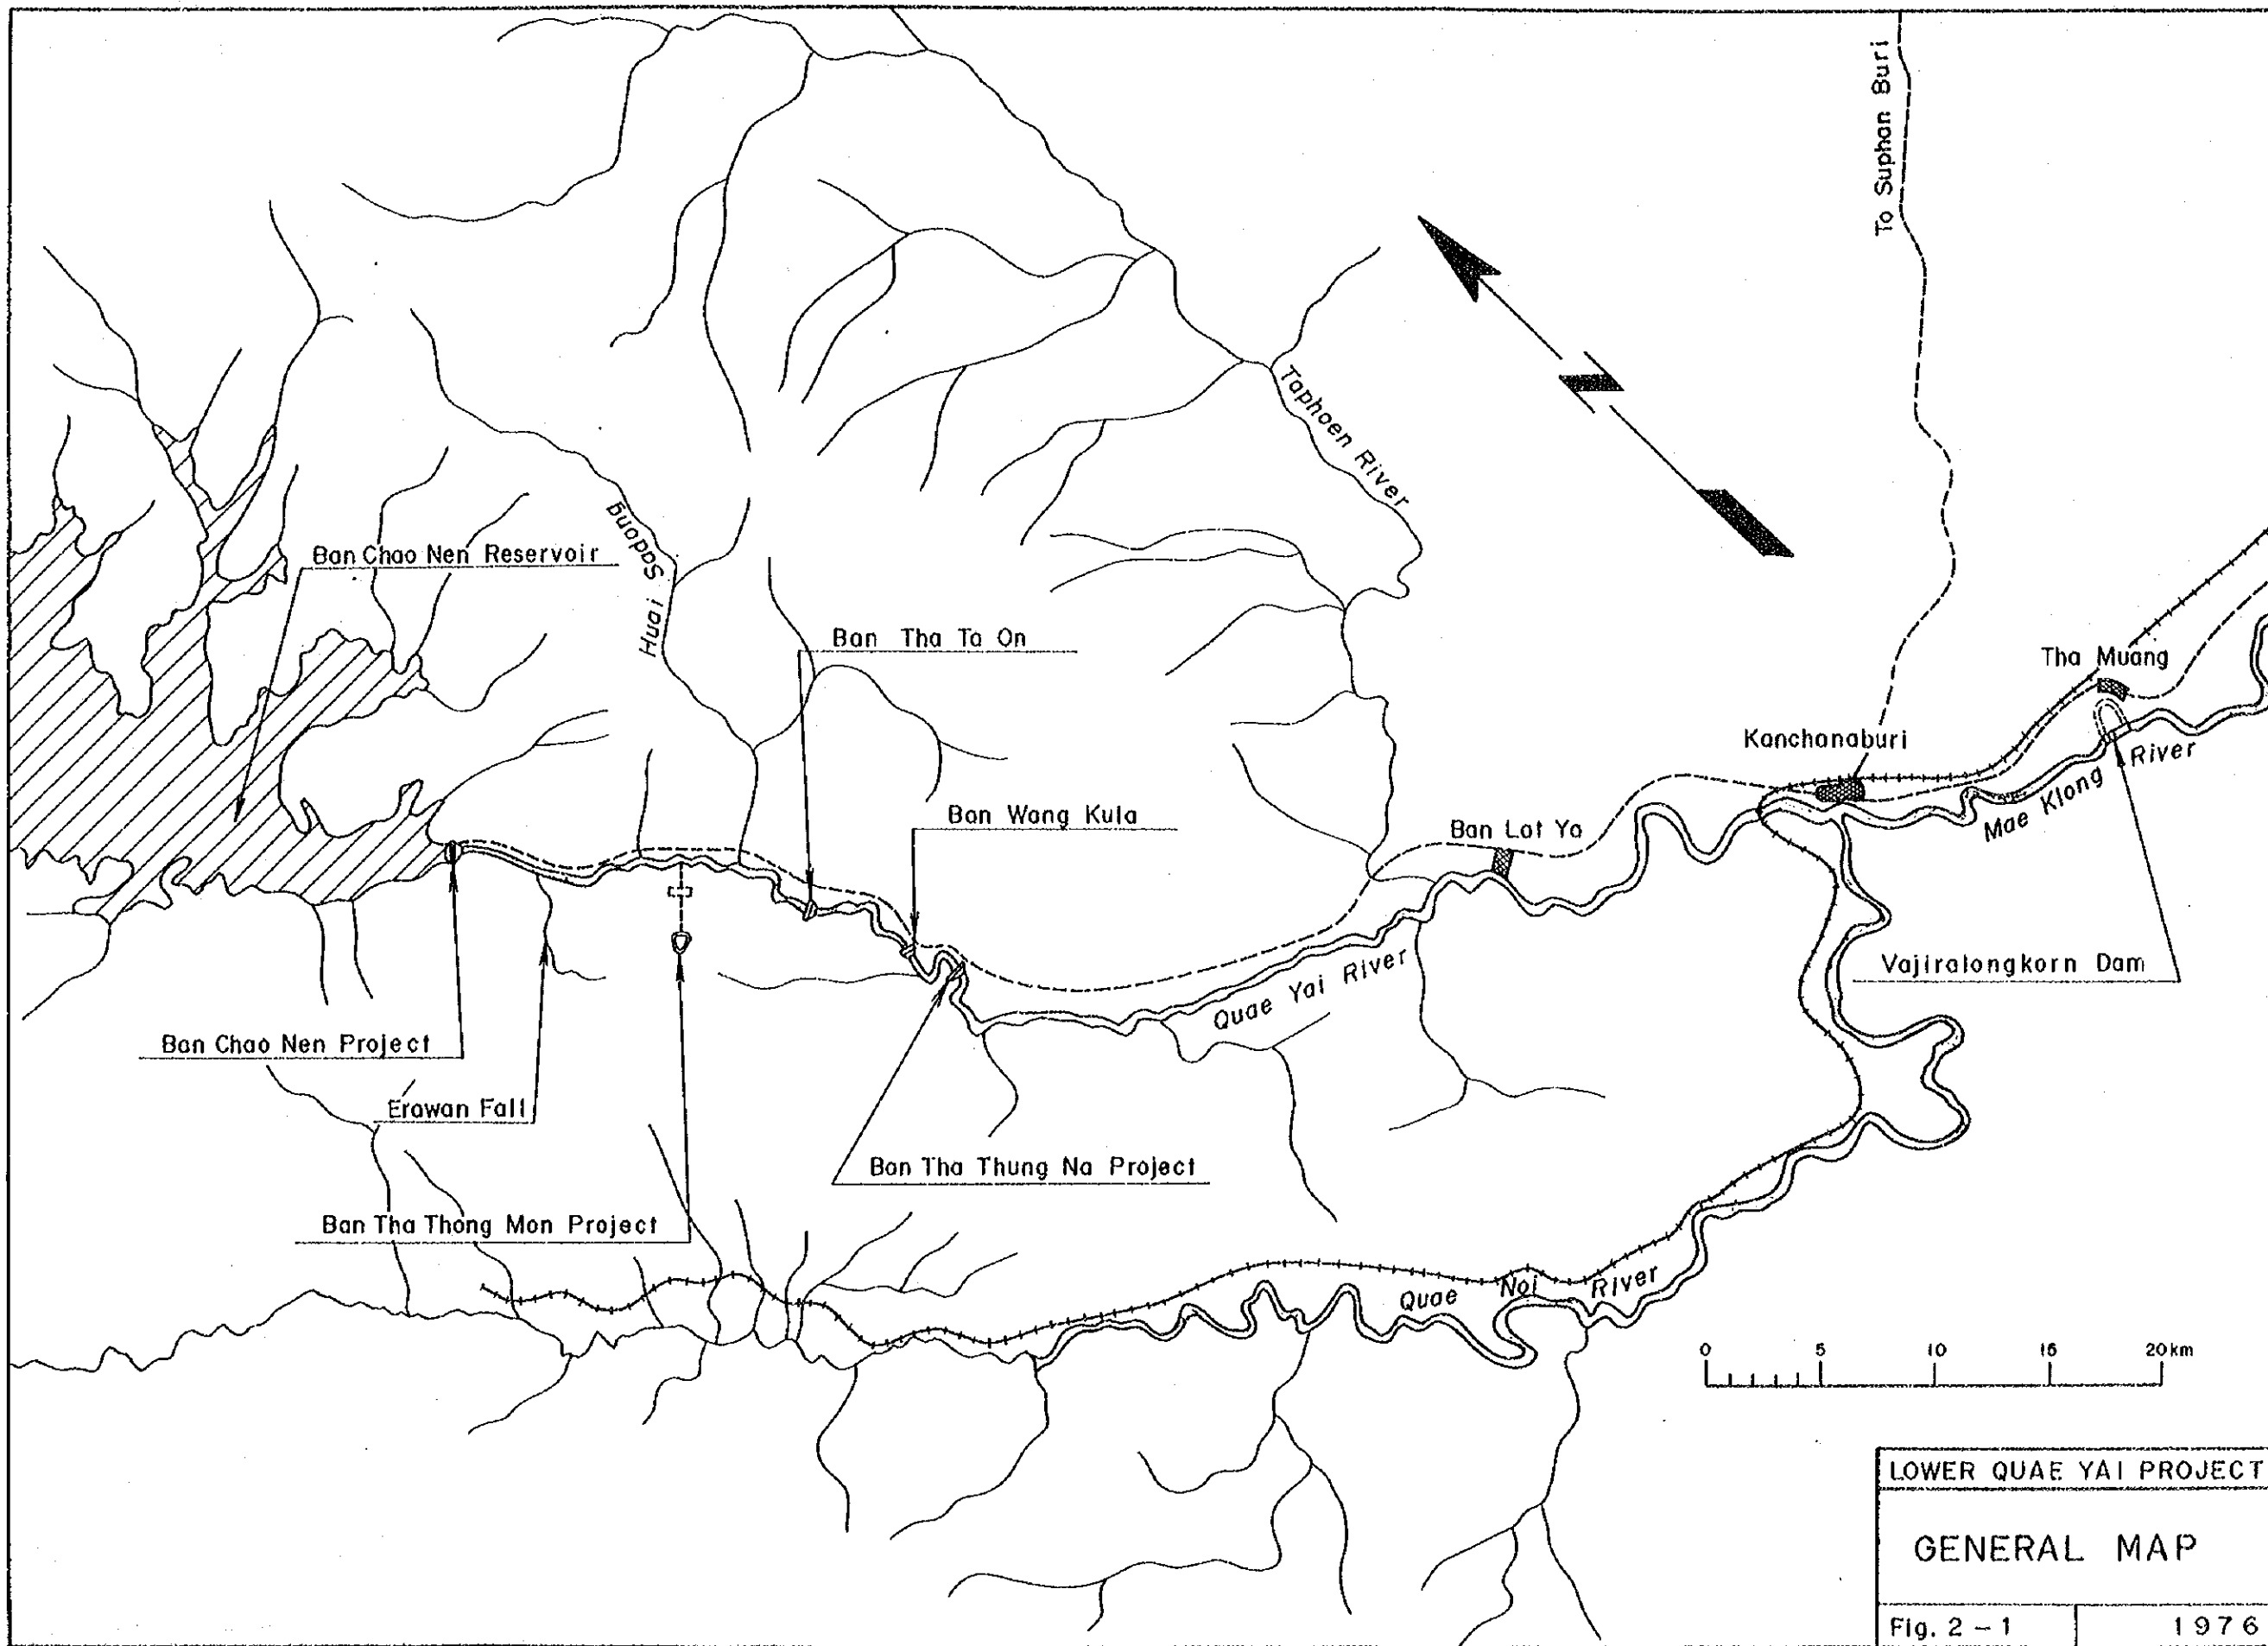 To Suphan Buri
Taphoen River
Ban Chao Nen Reservoir
Huai Sadong
Ban Tha Ta On
Tha Muang
Kanchanaburi
Mae Klong River
Ban Wang Kula
Ban Lat Ya
Vajiralongkorn Dam
Quae Yai River
Ban Chao Nen Project
Erawan Fall
Ban Tha Thung Na Project
Ban Tha Thong Mon Project
Quae Noi River
0 5 10 15 20km
LOWER QUAE YAI PROJECT
GENERAL MAP
Fig. 2-1 1976